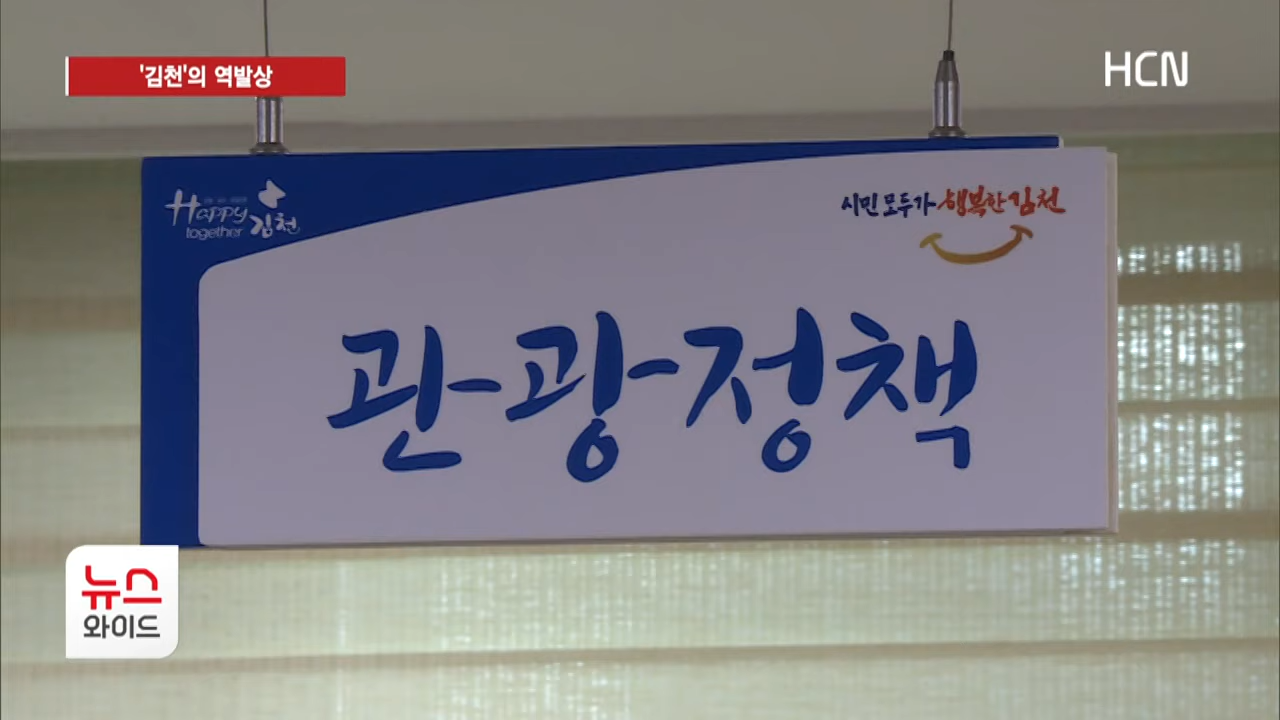 '김천'의 역발상
HCN
Happy
together 김천
시민 모두가 행복한 김천
관광정책
뉴스
와이드